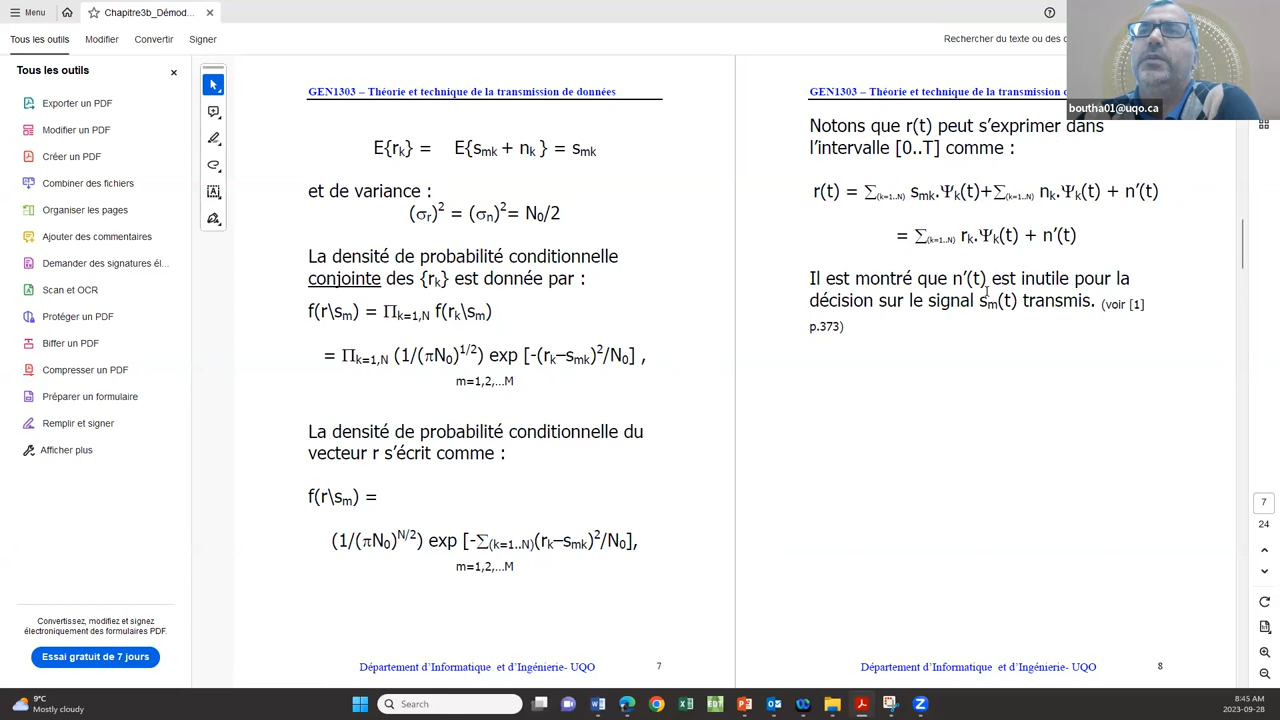 Menu
Chapitre3b_Démod...
Tous les outils
Modifier
Convertir
Signer
Rechercher du texte ou des
Tous les outils
Exporter un PDF
Modifier un PDF
Créer un PDF
Combiner des fichiers
Organiser les pages
Ajouter des commentaires
Demander des signatures él...
Scan et OCR
Protéger un PDF
Biffer un PDF
Compresser un PDF
Préparer un formulaire
Remplir et signer
Afficher plus
Convertissez, modifiez et signez
électroniquement des formulaires PDF.
Essai gratuit de 7 jours
GEN1303 – Théorie et technique de la transmission de données
E{rk} = E{smk + nk } = smk
et de variance :
(σr)² = (σn)² = N0/2
La densité de probabilité conditionnelle
conjointe des {rk} est donnée par :
f(r\sm) = Πk=1,N f(rk\sm)
= Πk=1,N (1/(πN0)^1/2) exp [-(rk–smk)²/N0] ,
m=1,2,...M
La densité de probabilité conditionnelle du
vecteur r s'écrit comme :
f(r\sm) =
(1/(πN0)^N/2) exp [-∑(k=1..N)(rk–smk)²/N0],
m=1,2,...M
Département d'Informatique et d'Ingénierie- UQO
7
GEN1303 – Théorie et technique de la transmission d
Notons que r(t) peut s'exprimer dans
l'intervalle [0..T] comme :
r(t) = ∑(k=1..N) smk.Ψk(t)+∑(k=1..N) nk.Ψk(t) + n'(t)
= ∑(k=1..N) rk.Ψk(t) + n'(t)
Il est montré que n'(t) est inutile pour la
décision sur le signal sm(t) transmis. (voir [1]
p.373)
Département d'Informatique et d'Ingénierie- UQO
8
boutha01@uqo.ca
7
24
9°C
Mostly cloudy
Search
8:45 AM
2023-09-28